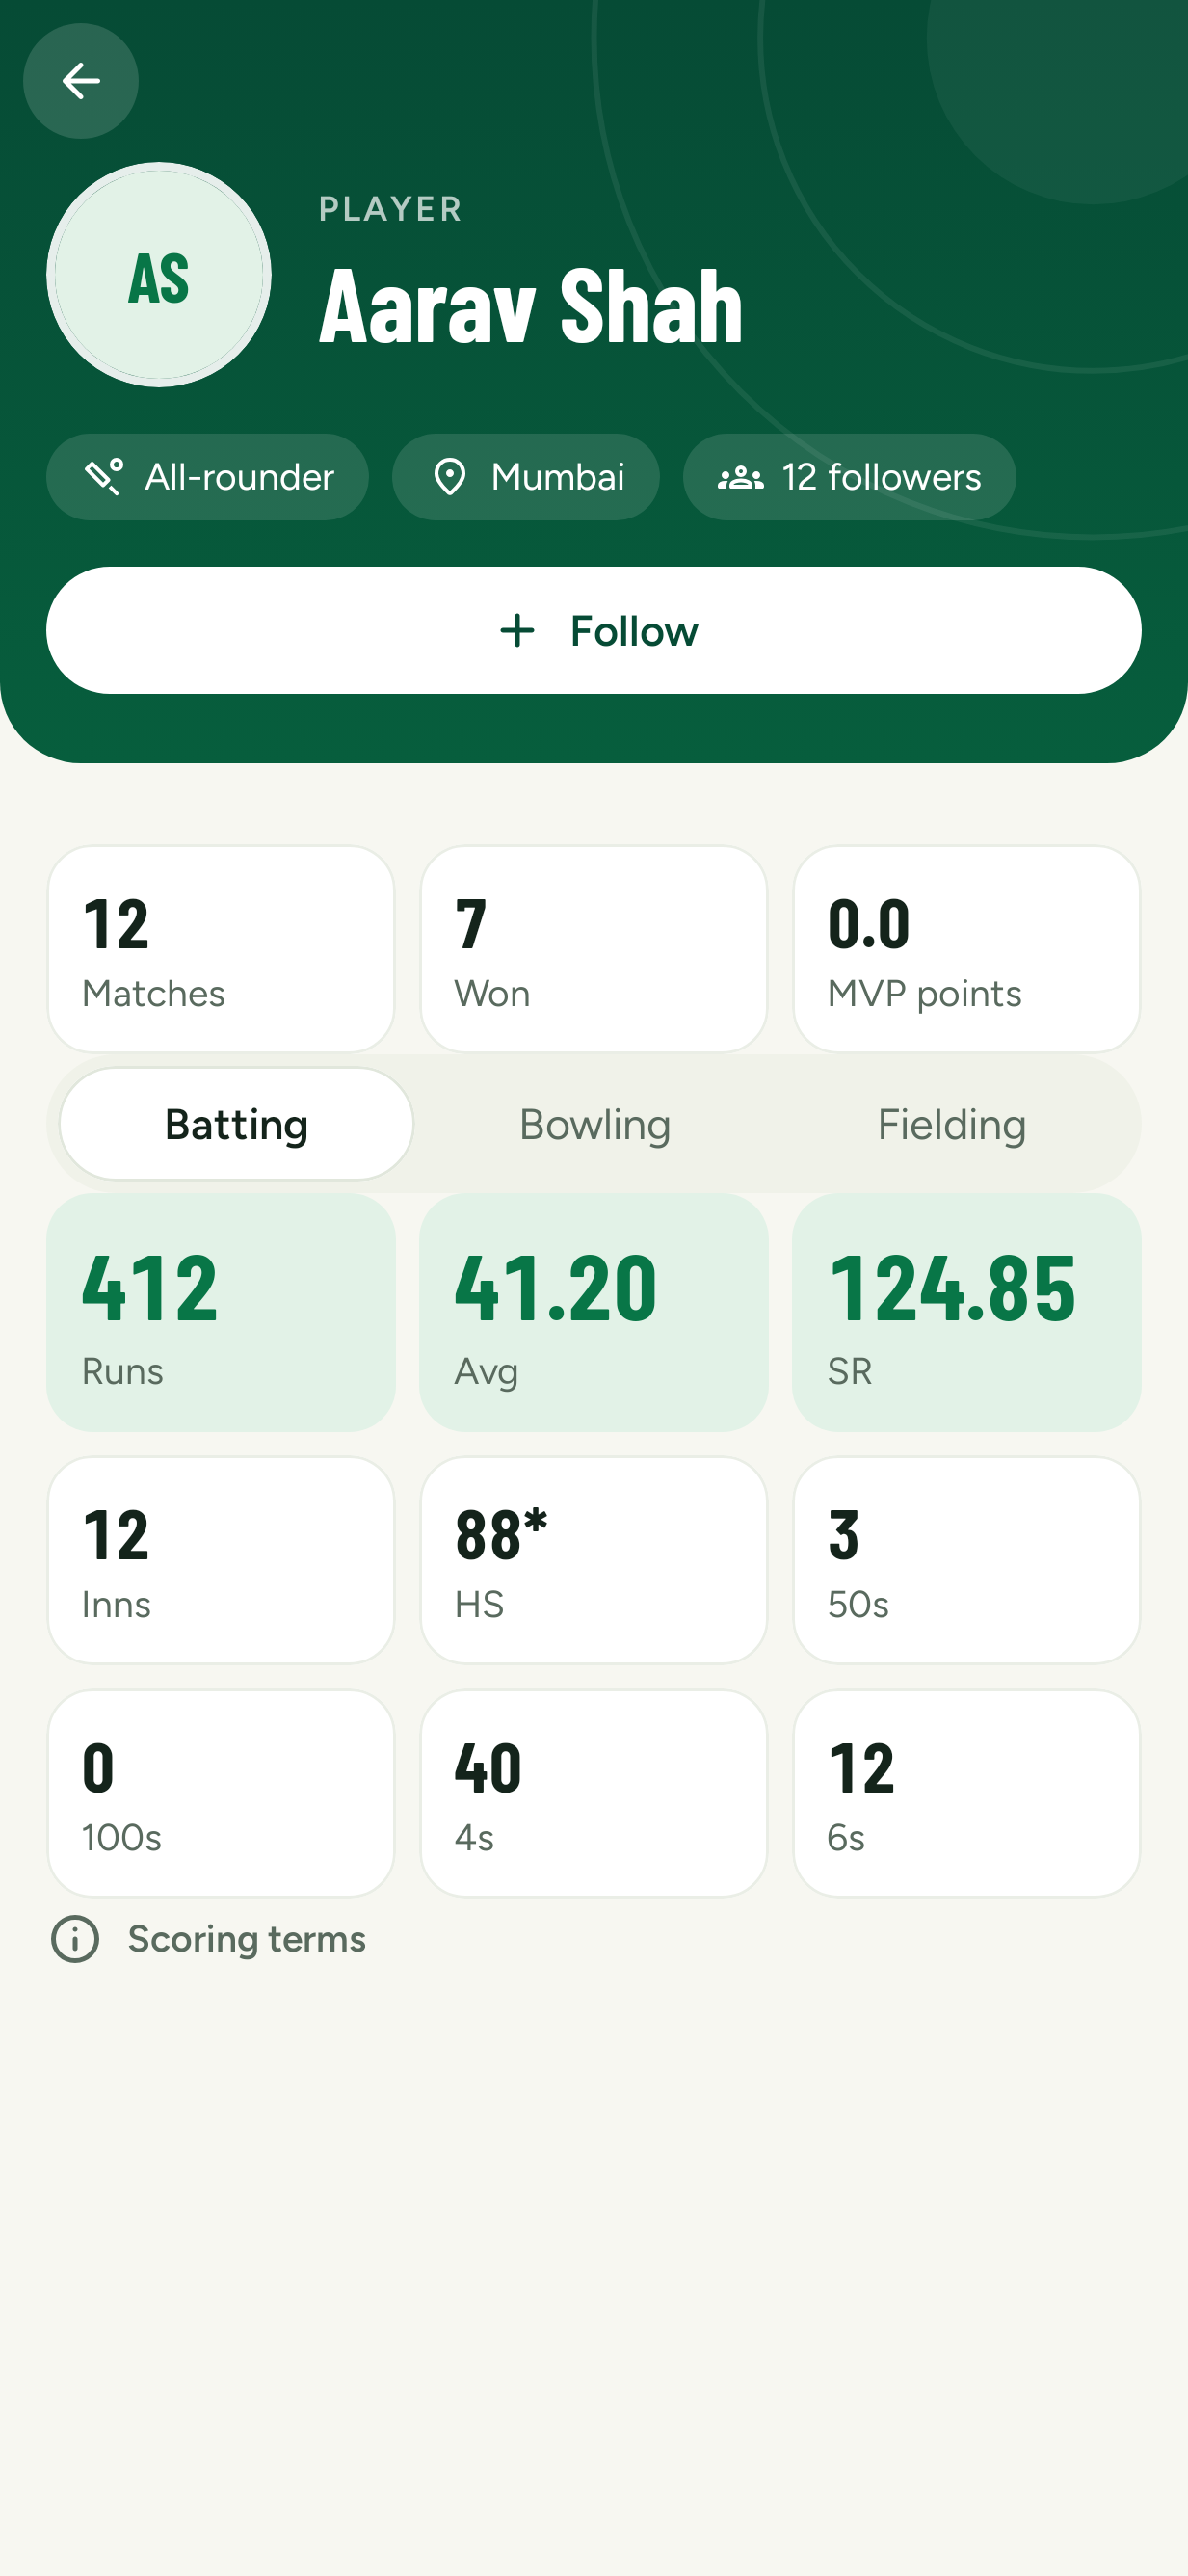 PLAYER
AS
Aarav Shah
All-rounder
Mumbai
12 followers
+ Follow
12
Matches
7
Won
0.0
MVP points
Batting
Bowling
Fielding
412
Runs
41.20
Avg
124.85
SR
12
Inns
88*
HS
3
50s
0
100s
40
4s
12
6s
Scoring terms